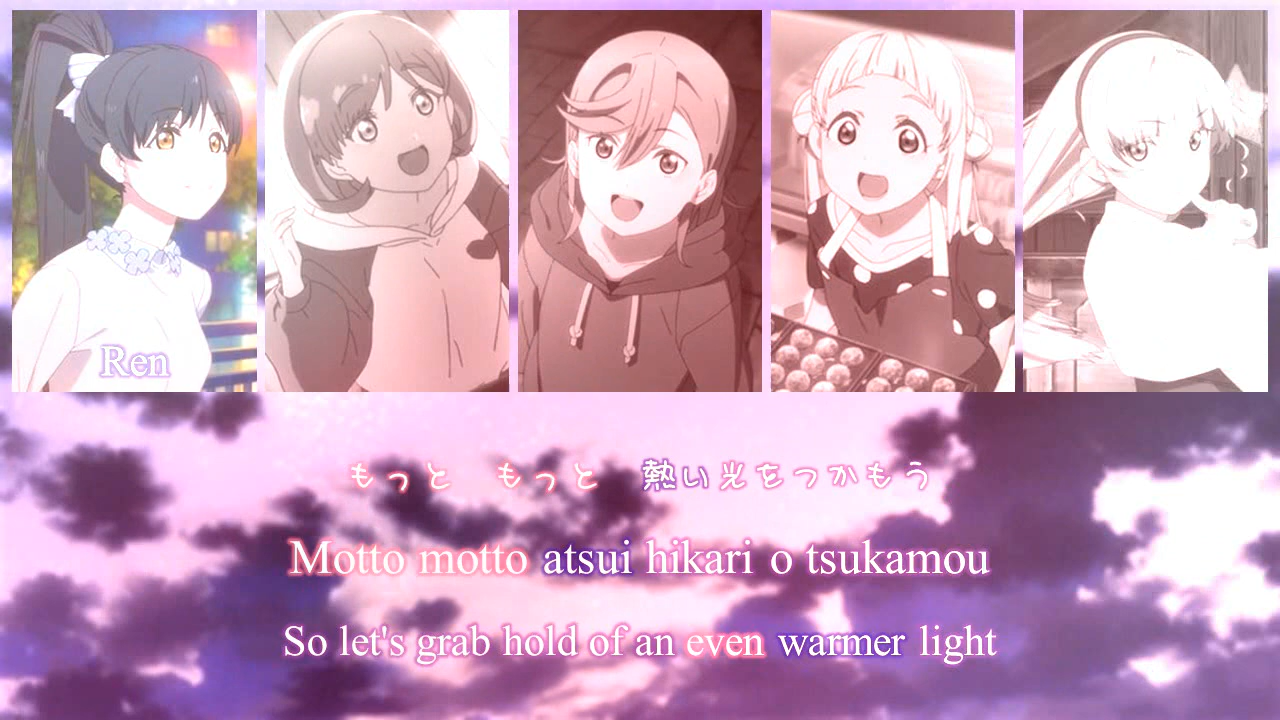 Ren
もっと もっと 熱い光をつかもう
Motto motto atsui hikari o tsukamou
So let's grab hold of an even warmer light